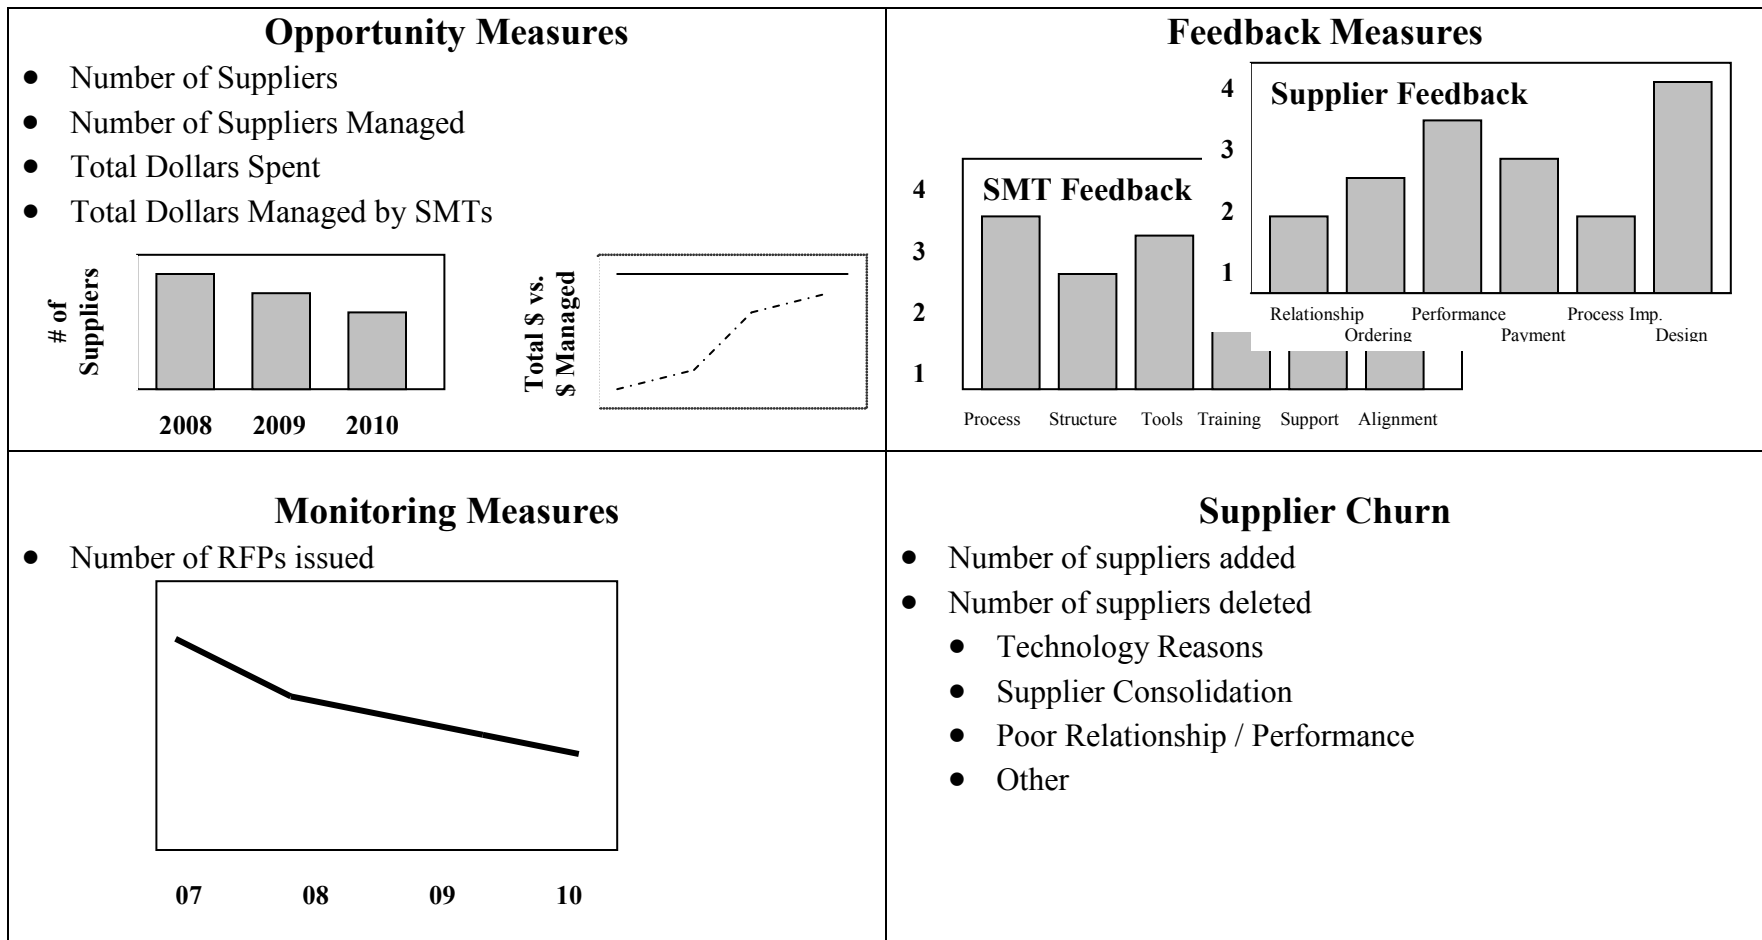 Opportunity Measures
• Number of Suppliers
• Number of Suppliers Managed
• Total Dollars Spent
• Total Dollars Managed by SMTs
# of
Suppliers
2008 2009 2010
Total $ vs.
$ Managed
Feedback Measures
SMT Feedback
4
3
2
1
Process Structure Tools Training Support Alignment
Supplier Feedback
4
3
2
1
Relationship Performance Process Imp.
Ordering Payment Design
Monitoring Measures
• Number of RFPs issued
07 08 09 10
Supplier Churn
• Number of suppliers added
• Number of suppliers deleted
• Technology Reasons
• Supplier Consolidation
• Poor Relationship / Performance
• Other